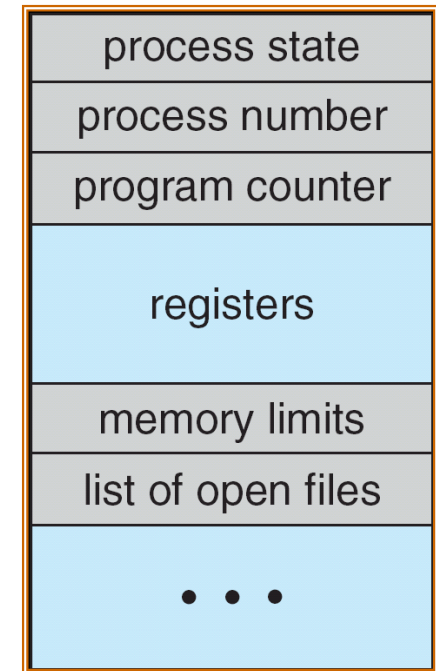 process state
process number
program counter
registers
memory limits
list of open files
• • •